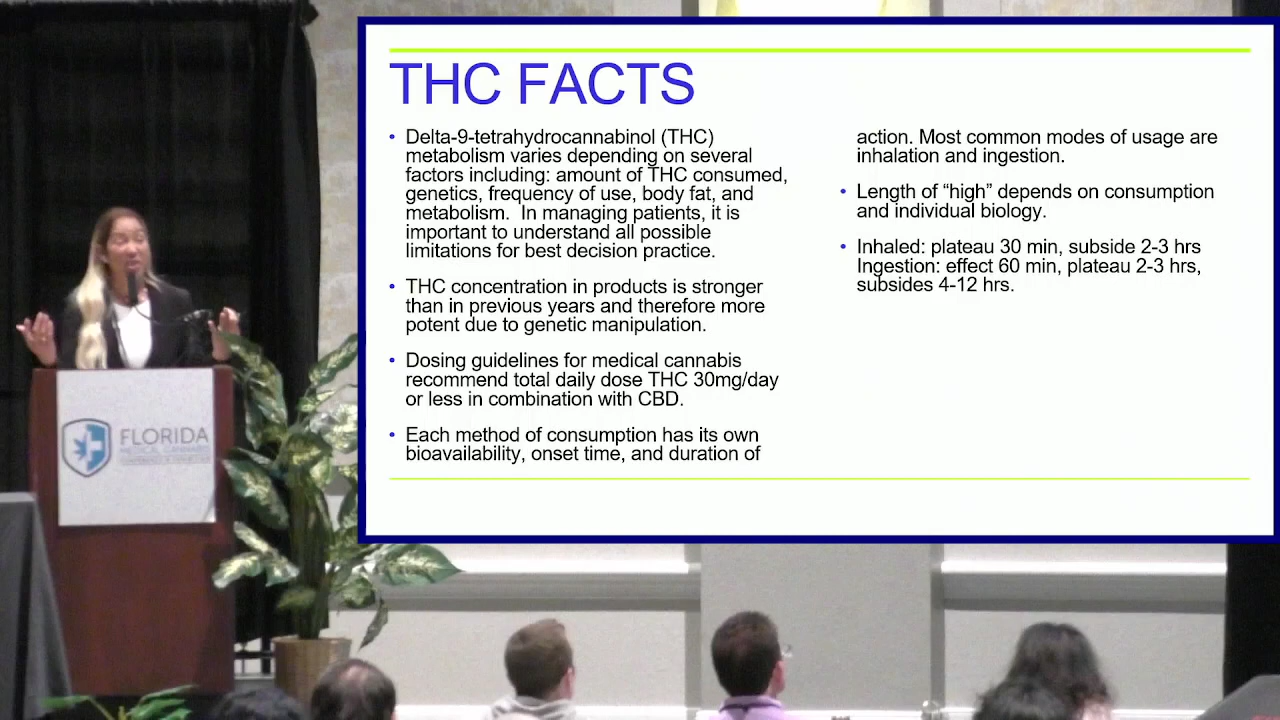 THC FACTS
• Delta-9-tetrahydrocannabinol (THC)
metabolism varies depending on several
factors including: amount of THC consumed,
genetics, frequency of use, body fat, and
metabolism.  In managing patients, it is
important to understand all possible
limitations for best decision practice.
• THC concentration in products is stronger
than in previous years and therefore more
potent due to genetic manipulation.
• Dosing guidelines for medical cannabis
recommend total daily dose THC 30mg/day
or less in combination with CBD.
• Each method of consumption has its own
bioavailability, onset time, and duration of
action. Most common modes of usage are
inhalation and ingestion.
• Length of “high” depends on consumption
and individual biology.
• Inhaled: plateau 30 min, subside 2-3 hrs
Ingestion: effect 60 min, plateau 2-3 hrs,
subsides 4-12 hrs.
FLORIDA
MEDICAL CANNABIS